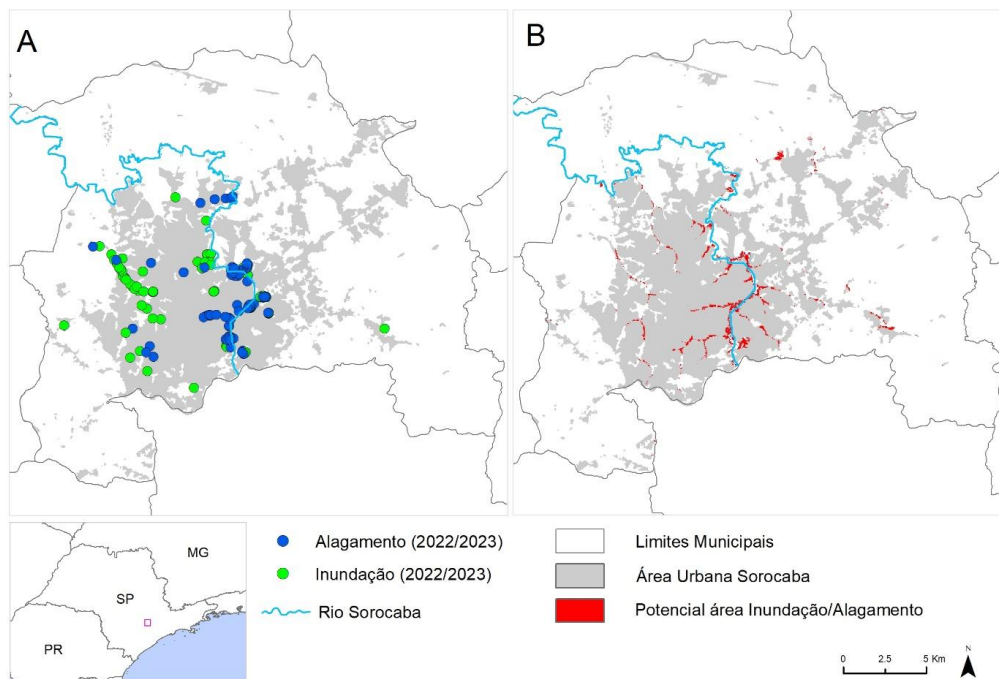 A
B
MG
SP
PR
Alagamento (2022/2023)
Inundação (2022/2023)
Rio Sorocaba
Limites Municipais
Área Urbana Sorocaba
Potencial área Inundação/Alagamento
N
0 2.5 5 Km